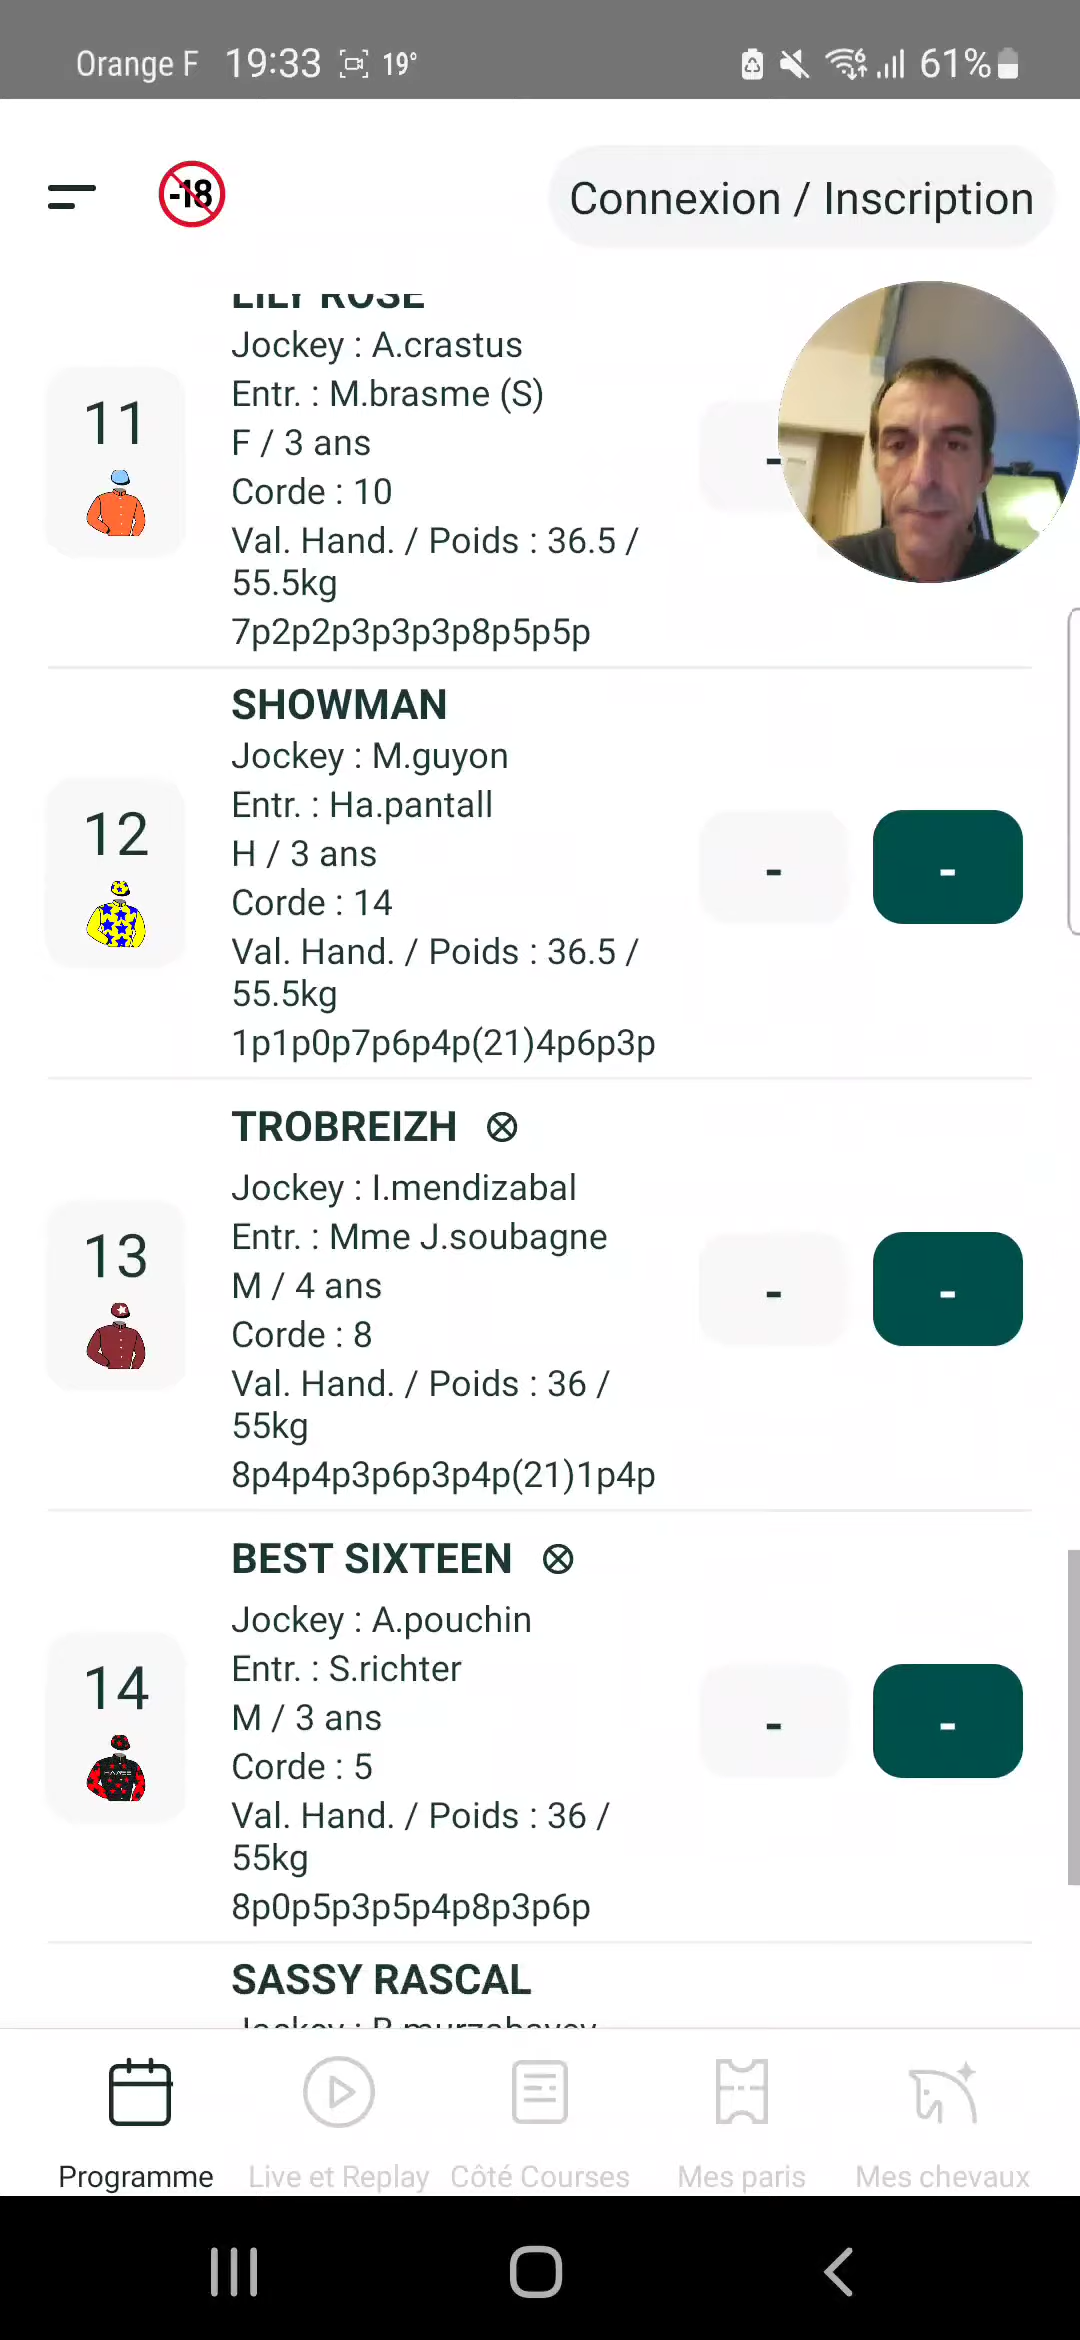 Orange F 19:33 19° 61%
-18
Connexion / Inscription
LILY ROSE
11
Jockey : A.crastus
Entr. : M.brasme (S)
F / 3 ans
Corde : 10
Val. Hand. / Poids : 36.5 /
55.5kg
7p2p2p3p3p3p8p5p5p
-
12
SHOWMAN
Jockey : M.guyon
Entr. : Ha.pantall
H / 3 ans
Corde : 14
Val. Hand. / Poids : 36.5 /
55.5kg
1p1p0p7p6p4p(21)4p6p3p
- -
13
TROBREIZH
Jockey : I.mendizabal
Entr. : Mme J.soubagne
M / 4 ans
Corde : 8
Val. Hand. / Poids : 36 /
55kg
8p4p4p3p6p3p4p(21)1p4p
- -
14
BEST SIXTEEN
Jockey : A.pouchin
Entr. : S.richter
M / 3 ans
Corde : 5
Val. Hand. / Poids : 36 /
55kg
8p0p5p3p5p4p8p3p6p
- -
SASSY RASCAL
Programme Live et Replay Côté Courses Mes paris Mes chevaux